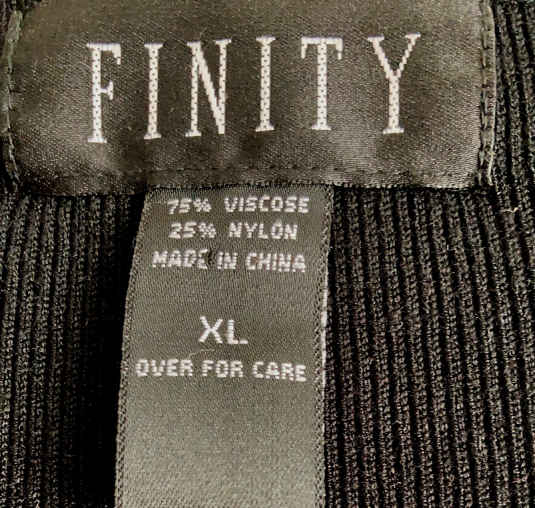 FINITY
75% VISCOSE
25% NYLON
MADE IN CHINA
XL
OVER FOR CARE